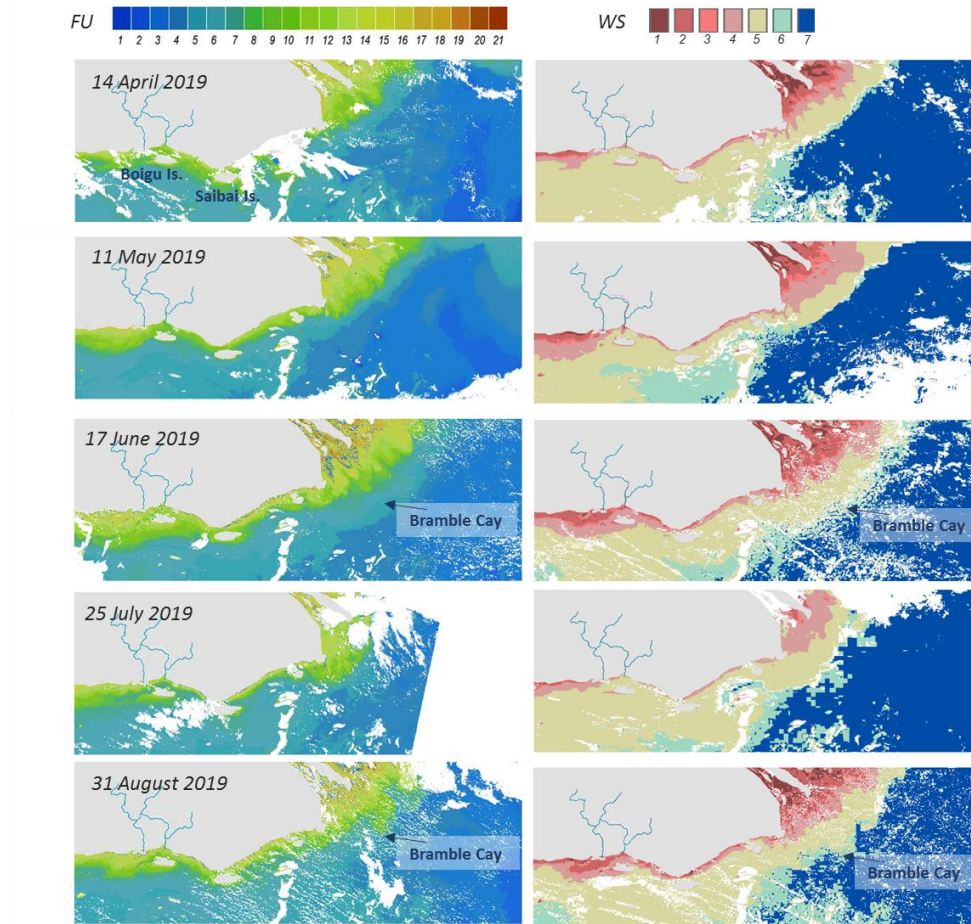 FU
1 2 3 4 5 6 7 8 9 10 11 12 13 14 15 16 17 18 19 20 21
WS
1 2 3 4 5 6 7
14 April 2019
Boigu Is.
Saibai Is.
11 May 2019
17 June 2019
Bramble Cay
Bramble Cay
25 July 2019
31 August 2019
Bramble Cay
Bramble Cay